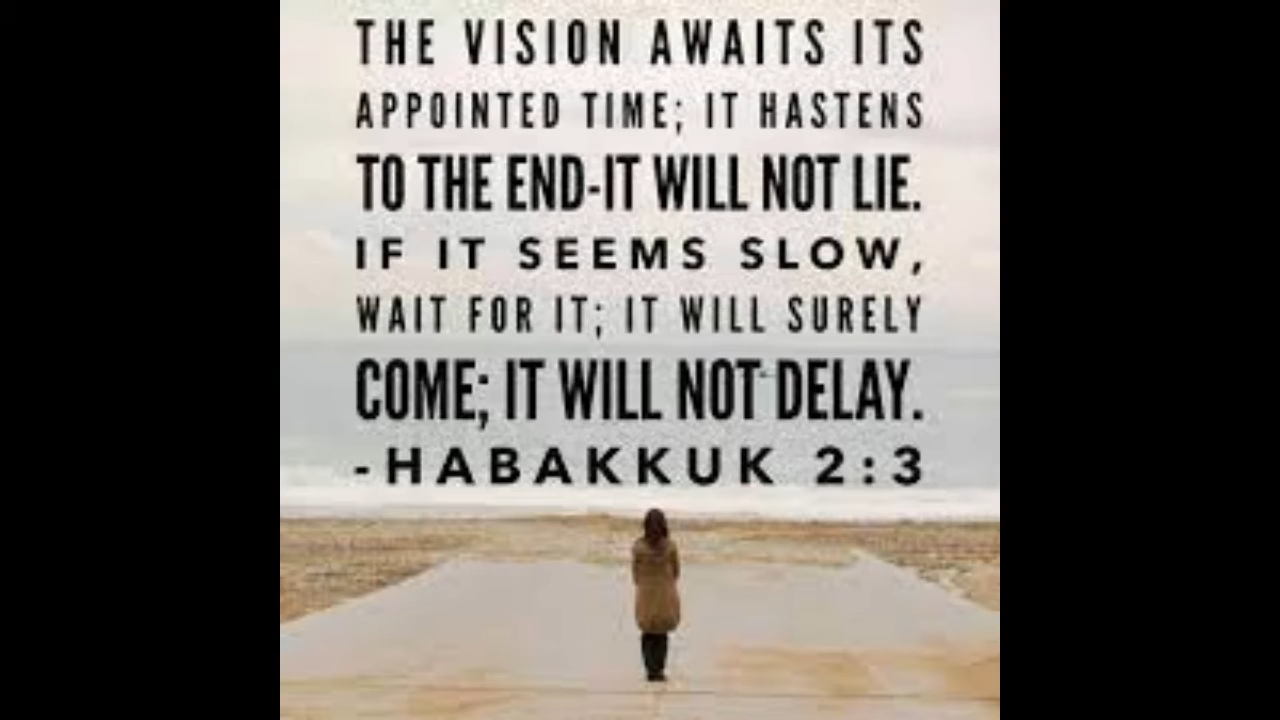 THE VISION AWAITS ITS
APPOINTED TIME; IT HASTENS
TO THE END-IT WILL NOT LIE.
IF IT SEEMS SLOW,
WAIT FOR IT; IT WILL SURELY
COME; IT WILL NOT DELAY.
-HABAKKUK 2:3